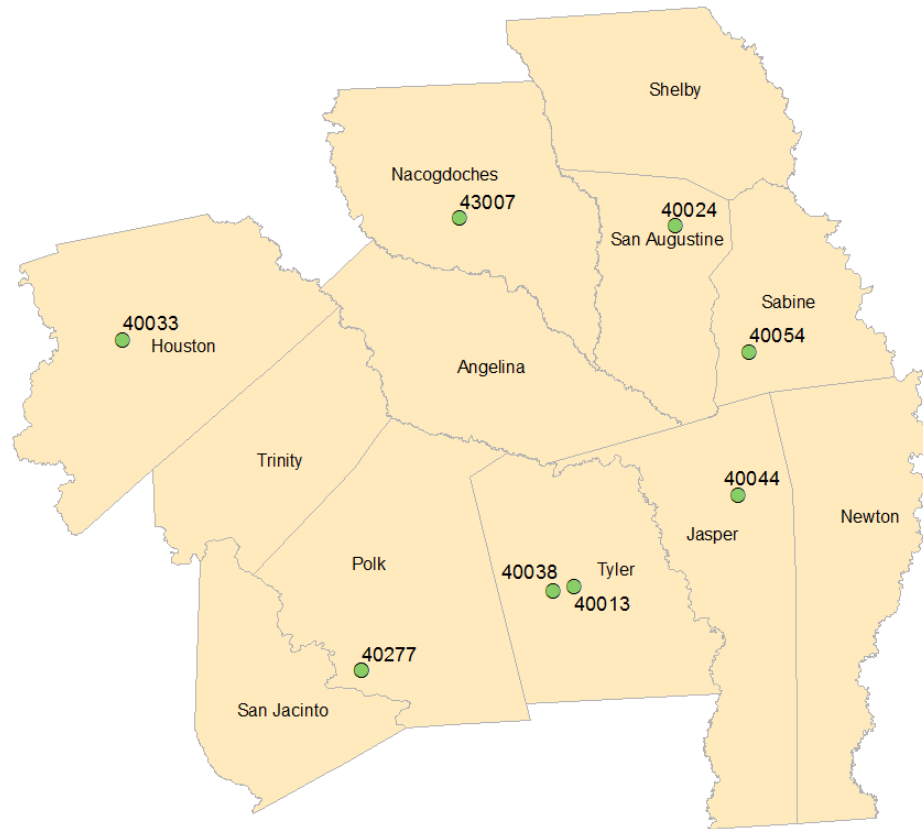 Shelby
Nacogdoches
43007
40024
San Augustine
Sabine
40054
40033
Houston
Angelina
Trinity
40044
Jasper
Newton
Polk
40038
Tyler
40013
40277
San Jacinto